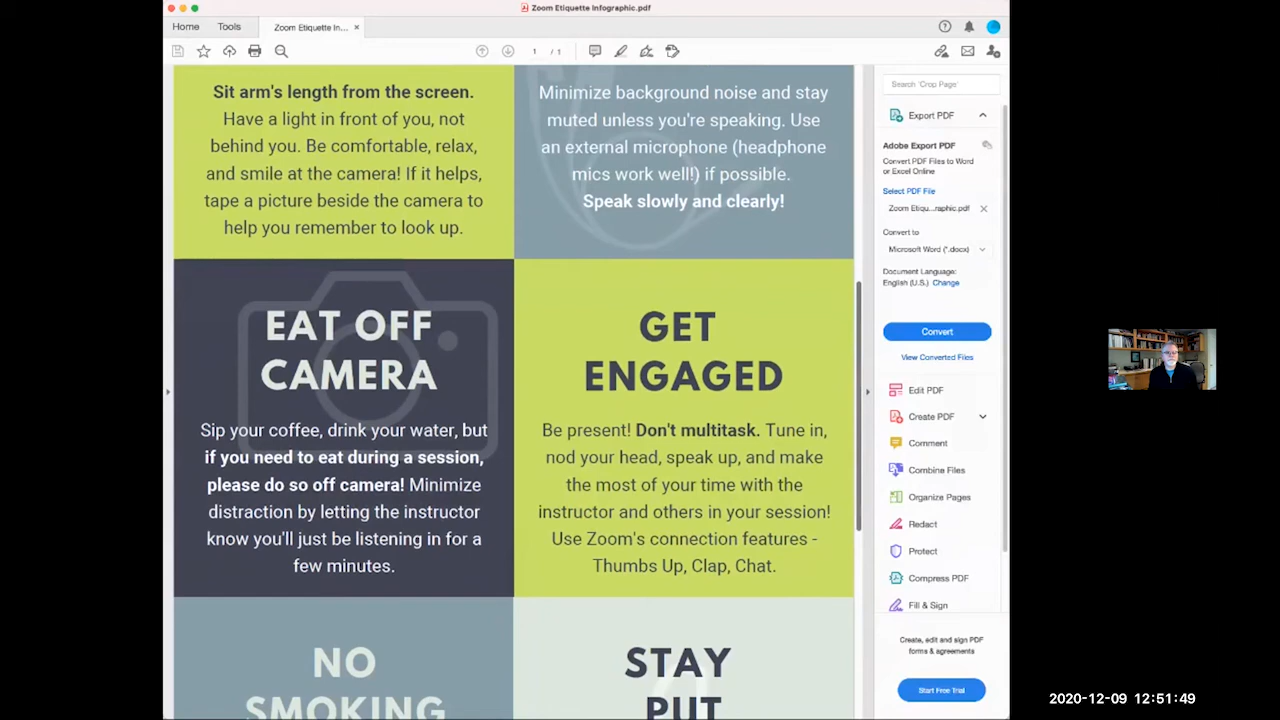 Zoom Etiquette Infographic.pdf
Home
Tools
Zoom Etiquette In...
1 / 1
Sit arm's length from the screen.
Have a light in front of you, not
behind you. Be comfortable, relax,
and smile at the camera! If it helps,
tape a picture beside the camera to
help you remember to look up.
Minimize background noise and stay
muted unless you're speaking. Use
an external microphone (headphone
mics work well!) if possible.
Speak slowly and clearly!
EAT OFF
CAMERA
Sip your coffee, drink your water, but
if you need to eat during a session,
please do so off camera! Minimize
distraction by letting the instructor
know you'll just be listening in for a
few minutes.
GET
ENGAGED
Be present! Don't multitask. Tune in,
nod your head, speak up, and make
the most of your time with the
instructor and others in your session!
Use Zoom's connection features -
Thumbs Up, Clap, Chat.
NO
SMOKING
STAY
PUT
Search 'Crop Page'
Export PDF
Adobe Export PDF
Convert PDF Files to Word
or Excel Online
Select PDF File
Zoom Etiqu...raphic.pdf
Convert to
Microsoft Word (*.docx)
Document Language:
English (U.S.) Change
Convert
View Converted Files
Edit PDF
Create PDF
Comment
Combine Files
Organize Pages
Redact
Protect
Compress PDF
Fill & Sign
Create, edit and sign PDF
forms & agreements
Start Free Trial
2020-12-09 12:51:49